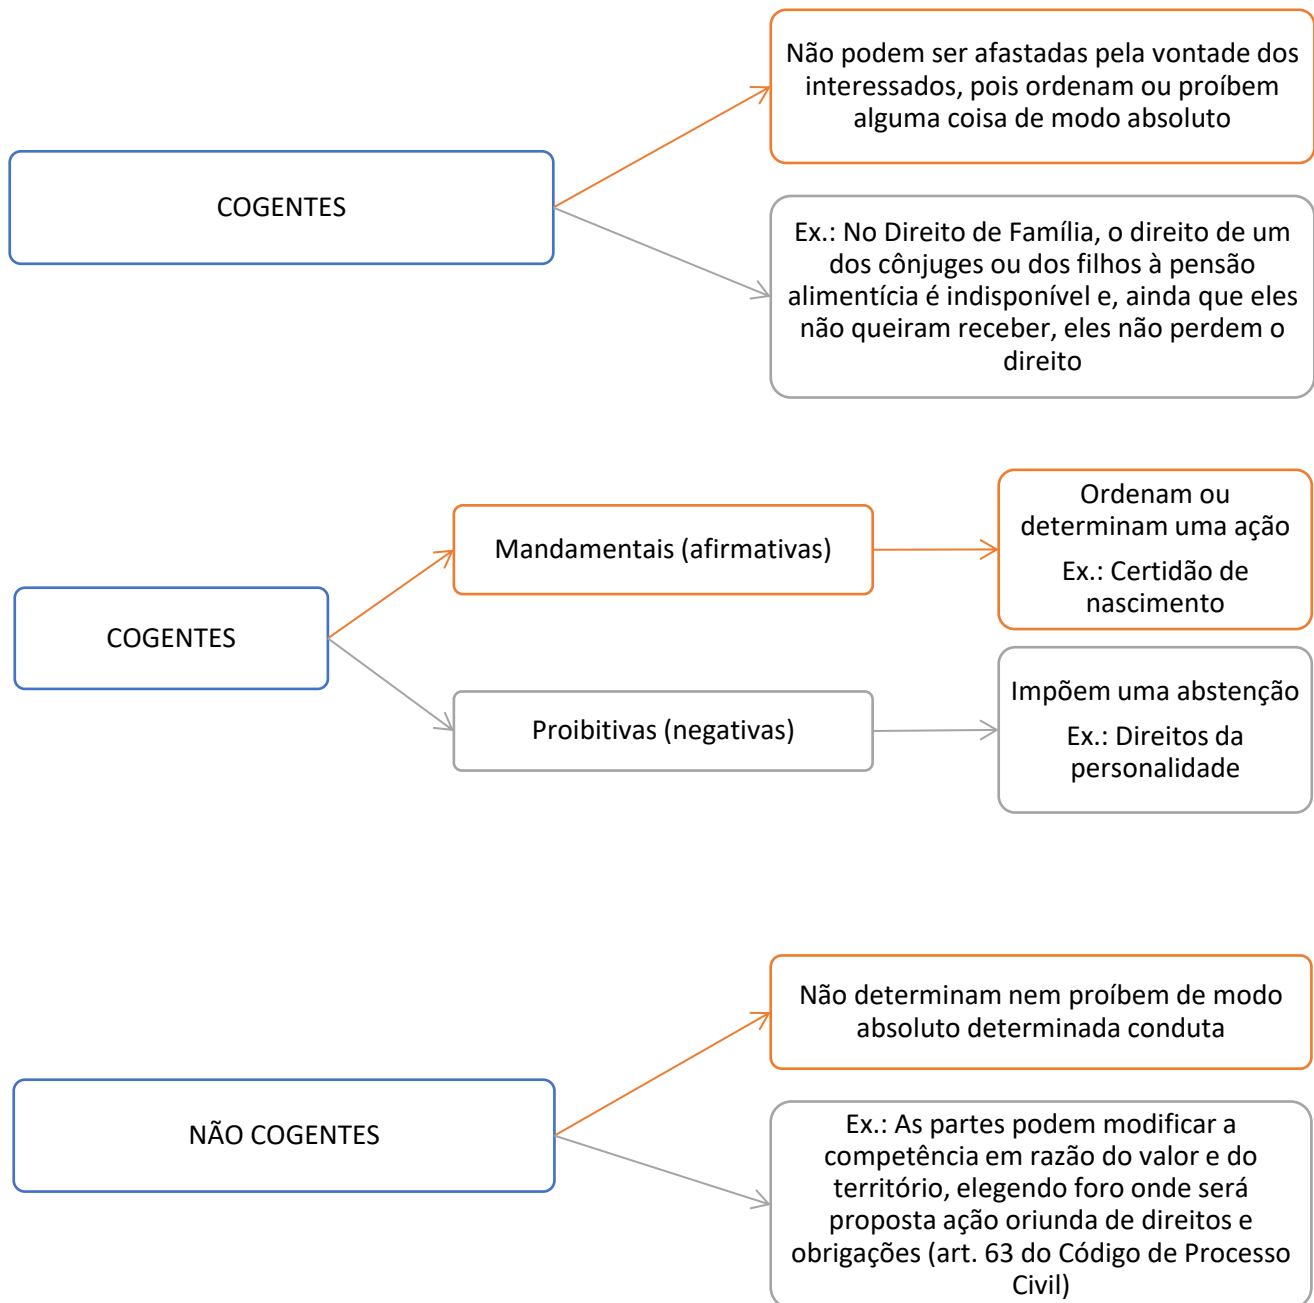 COGENTES
Não podem ser afastadas pela vontade dos
interessados, pois ordenam ou proíbem
alguma coisa de modo absoluto
Ex.: No Direito de Família, o direito de um
dos cônjuges ou dos filhos à pensão
alimentícia é indisponível e, ainda que eles
não queiram receber, eles não perdem o
direito
COGENTES
Mandamentais (afirmativas)
Ordenam ou
determinam uma ação
Ex.: Certidão de
nascimento
Proibitivas (negativas)
Impõem uma abstenção
Ex.: Direitos da
personalidade
NÃO COGENTES
Não determinam nem proíbem de modo
absoluto determinada conduta
Ex.: As partes podem modificar a
competência em razão do valor e do
território, elegendo foro onde será
proposta ação oriunda de direitos e
obrigações (art. 63 do Código de Processo
Civil)